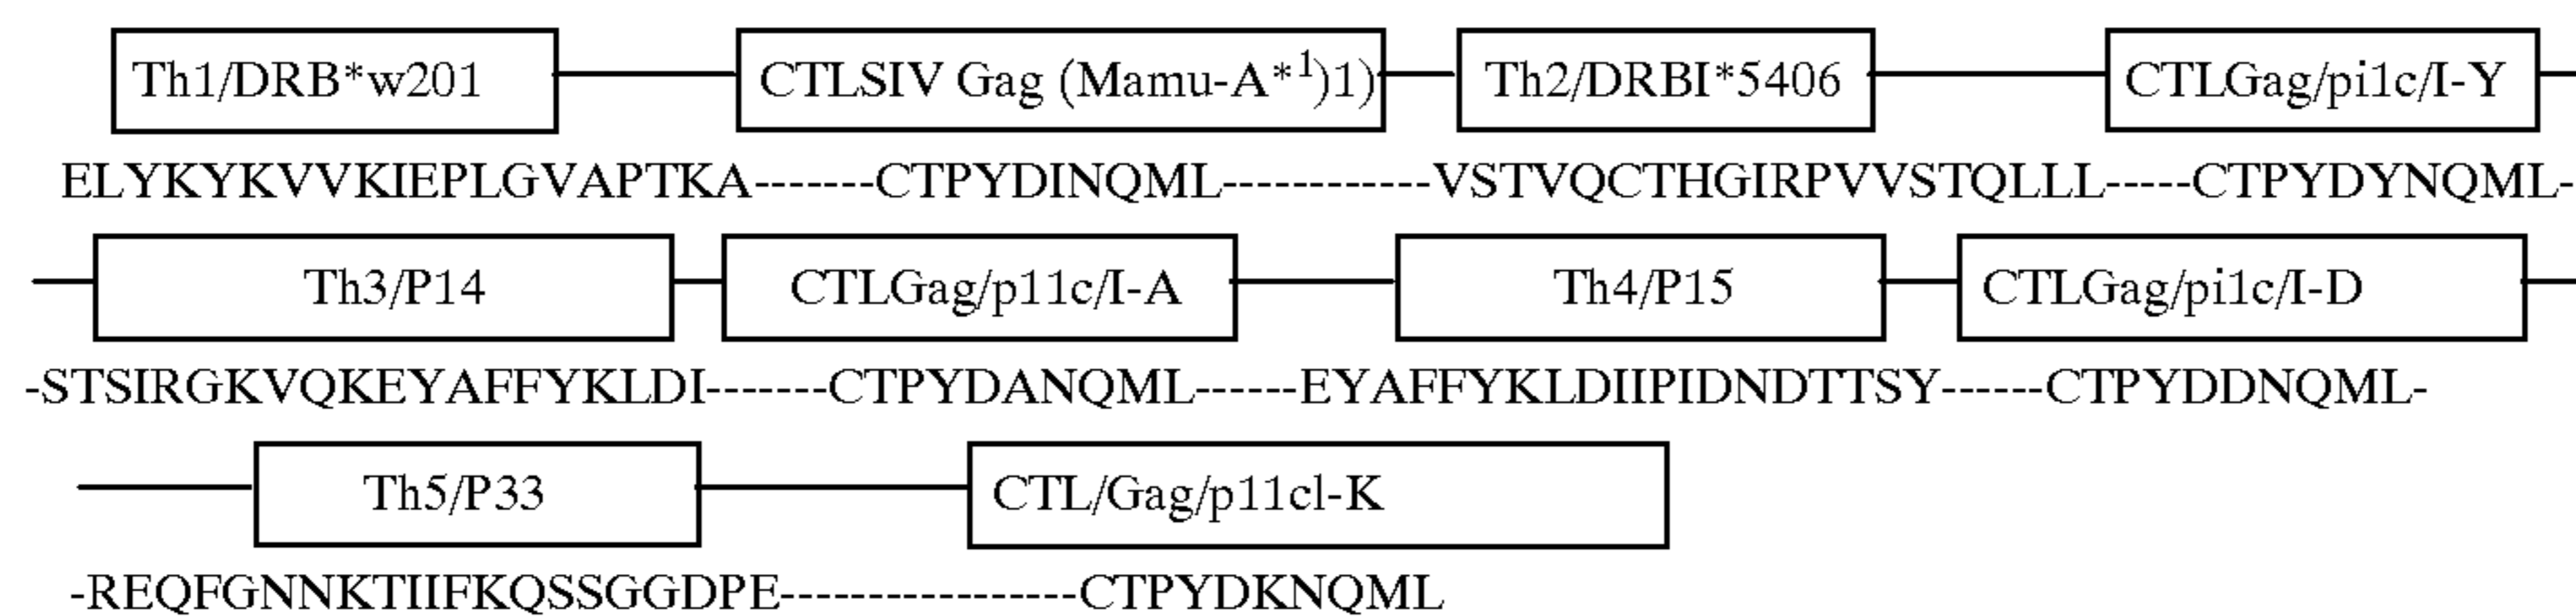 Th1/DRB*w201 CTLSIV Gag (Mamu-A*1)1) Th2/DRBI*5406 CTLGag/pi1c/I-Y
ELYKYKVVKIEPLGVAPTKA-------CTPYDINQML------------VSTVQCTHGIRPVVSTQLLL-----CTPYDYNQML-
Th3/P14 CTLGag/p11c/I-A Th4/P15 CTLGag/pi1c/I-D
-STSIRGKVQKEYAFFYKLDI-------CTPYDANQML------EYAFFYKLDIIPIDNDTTSY------CTPYDDNQML-
Th5/P33 CTL/Gag/p11cl-K
-REQFGNNKTIIFKQSSGGDPE-----------------CTPYDKNQML